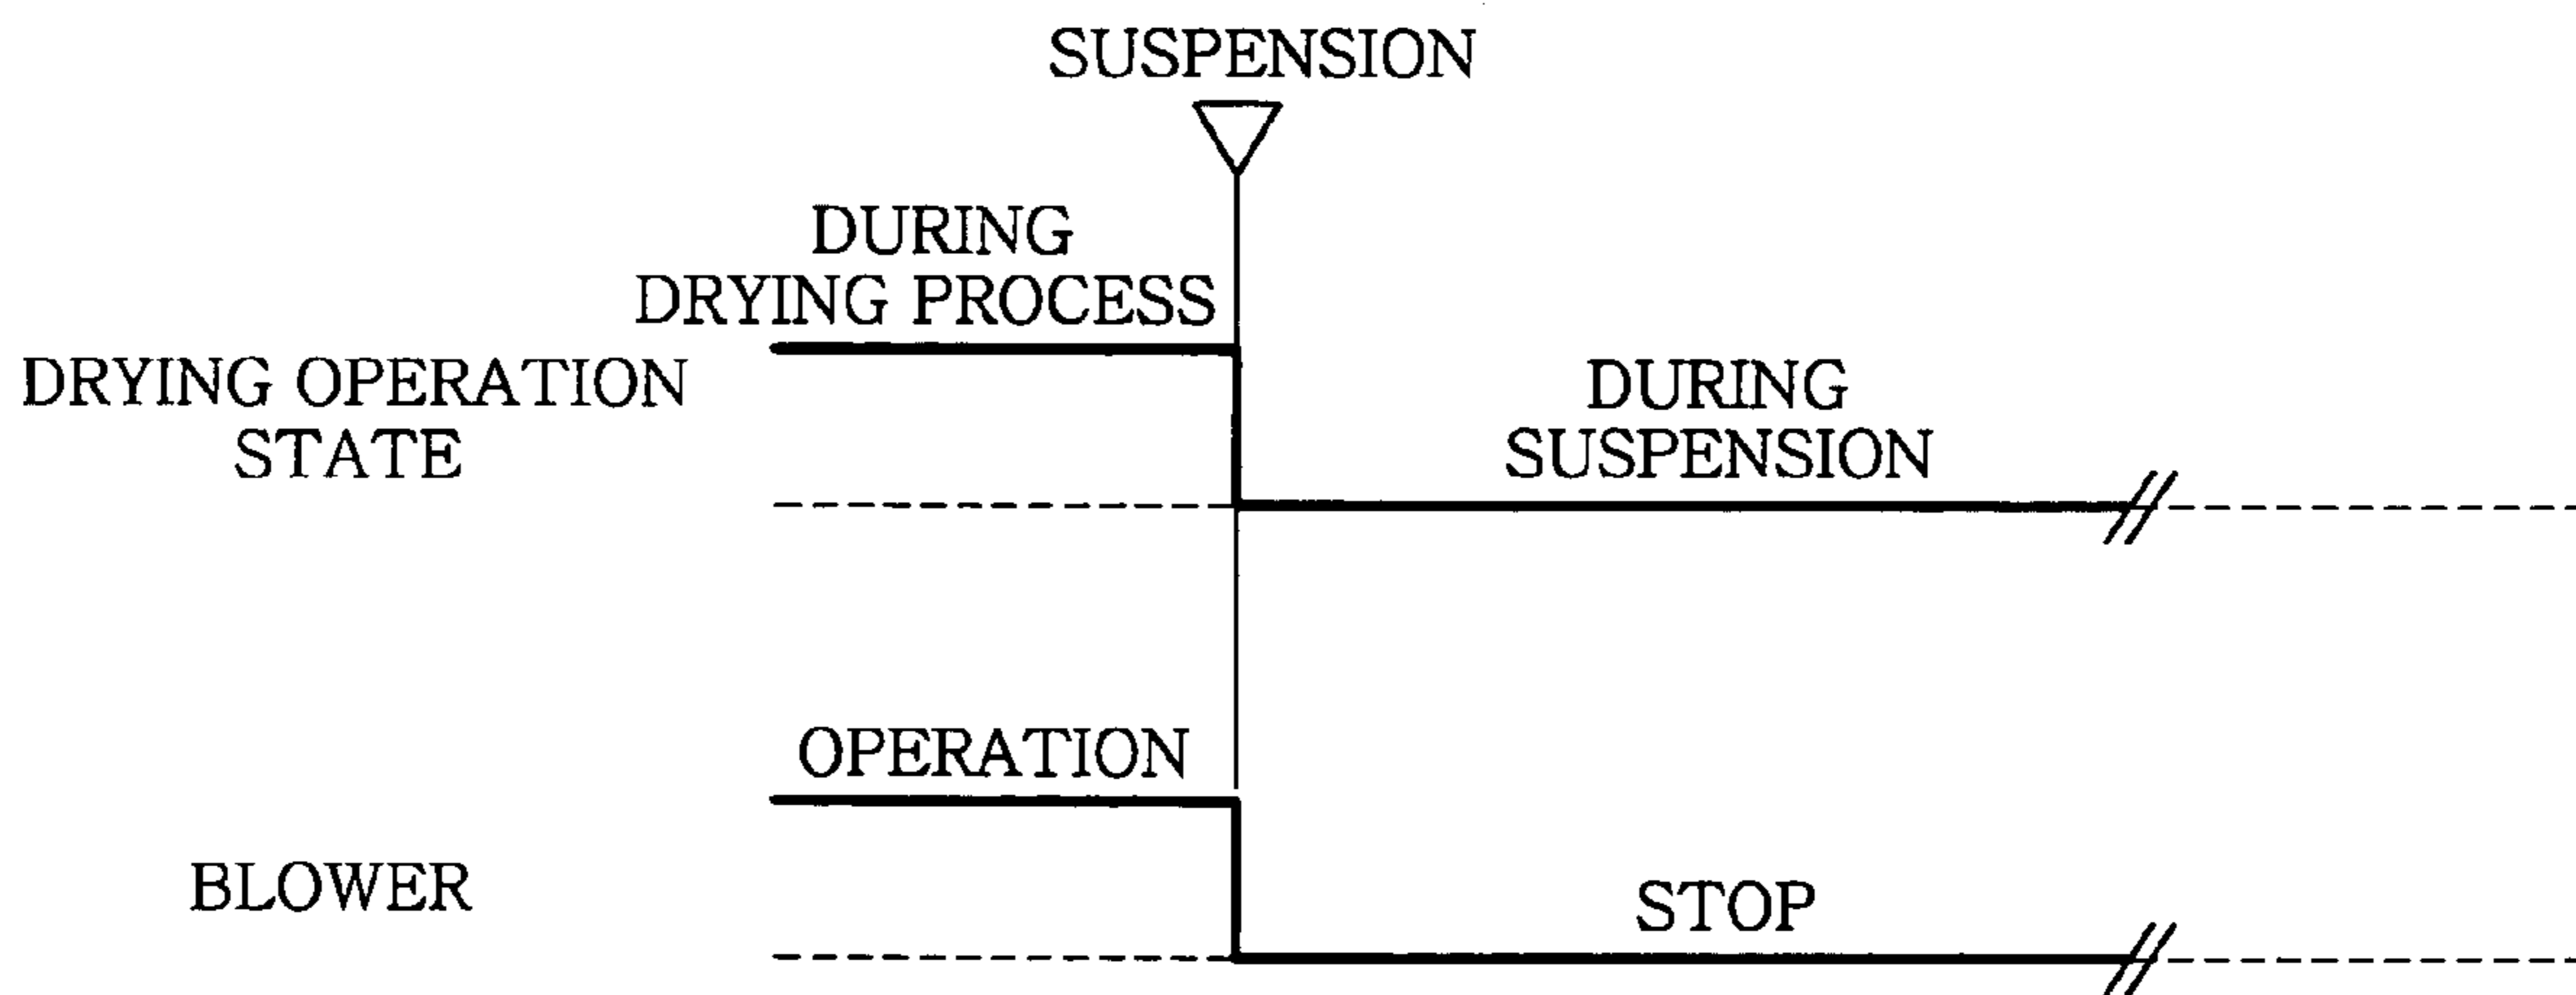 SUSPENSION
DURING
DRYING PROCESS
DRYING OPERATION
STATE
DURING
SUSPENSION
OPERATION
BLOWER
STOP